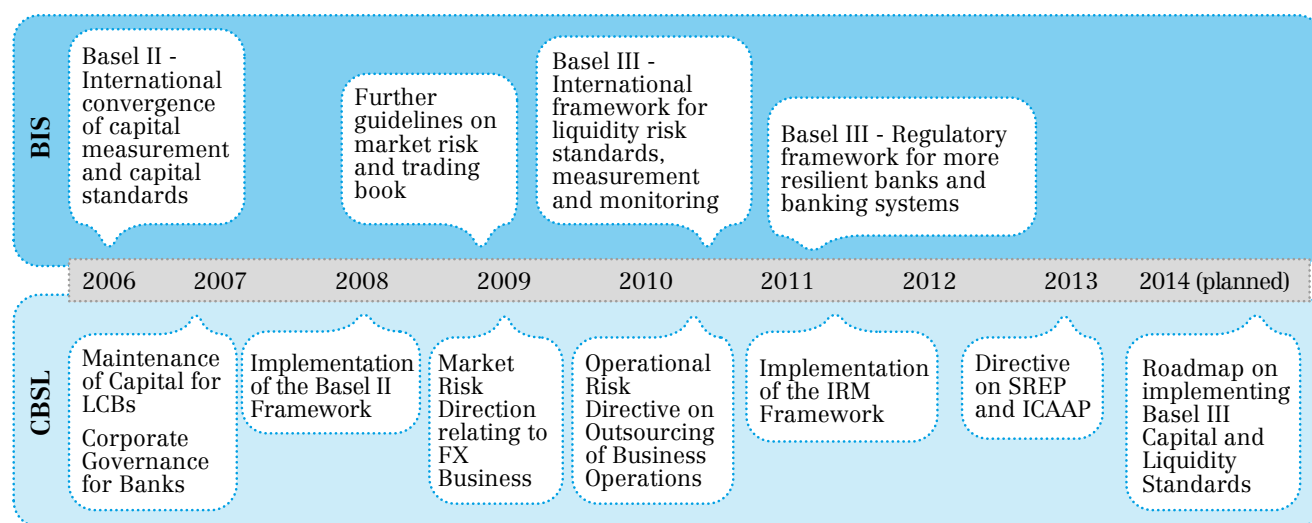 BIS
Basel II -
International
convergence
of capital
measurement
and capital
standards
Further
guidelines on
market risk
and trading
book
Basel III -
International
framework for
liquidity risk
standards,
measurement
and monitoring
Basel III - Regulatory
framework for more
resilient banks and
banking systems
2006 2007 2008 2009 2010 2011 2012 2013 2014 (planned)
CBSL
Maintenance
of Capital for
LCBs
Corporate
Governance
for Banks
Implementation
of the Basel II
Framework
Market
Risk
Direction
relating to
FX
Business
Operational
Risk
Directive on
Outsourcing
of Business
Operations
Implementation
of the IRM
Framework
Directive
on SREP
and ICAAP
Roadmap on
implementing
Basel III
Capital and
Liquidity
Standards